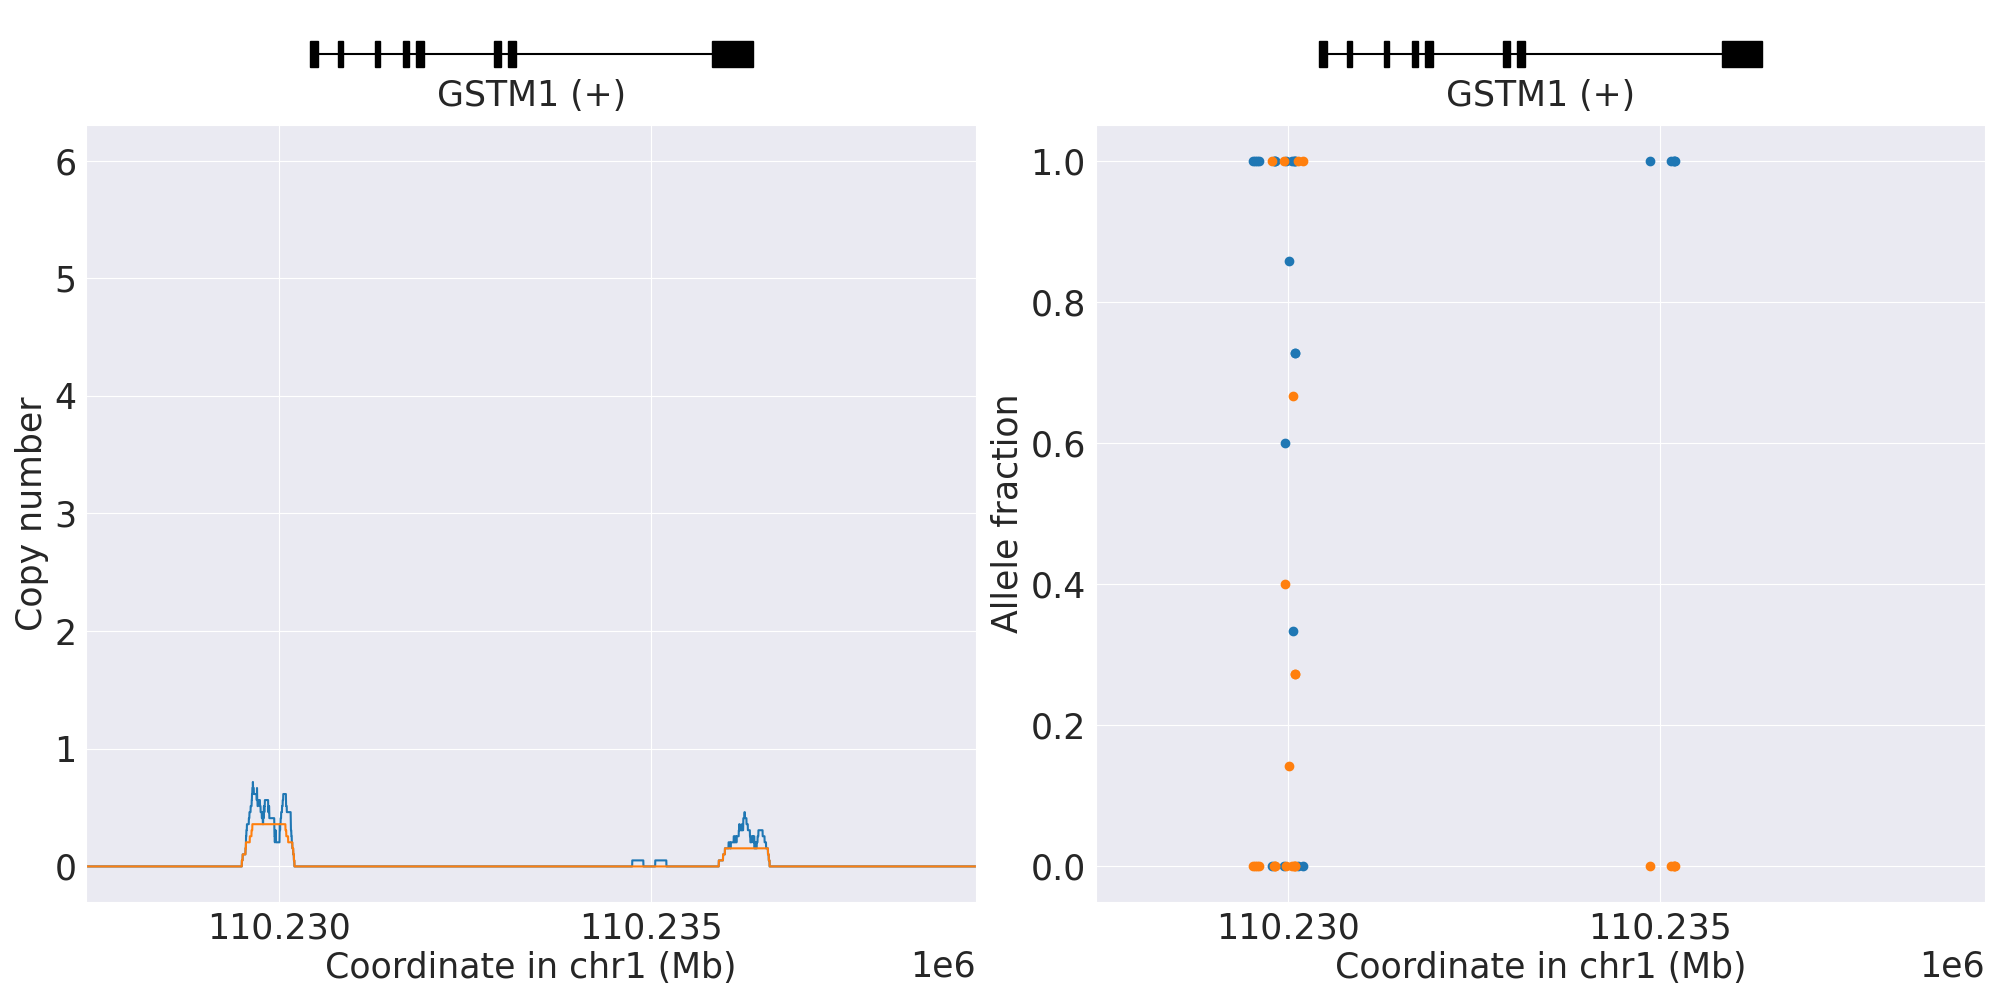 GSTM1 (+)
GSTM1 (+)
6
5
4
3
2
1
0
Copy number
110.230
110.235
Coordinate in chr1 (Mb)
1e6
1.0
0.8
0.6
0.4
0.2
0.0
Allele fraction
110.230
110.235
Coordinate in chr1 (Mb)
1e6